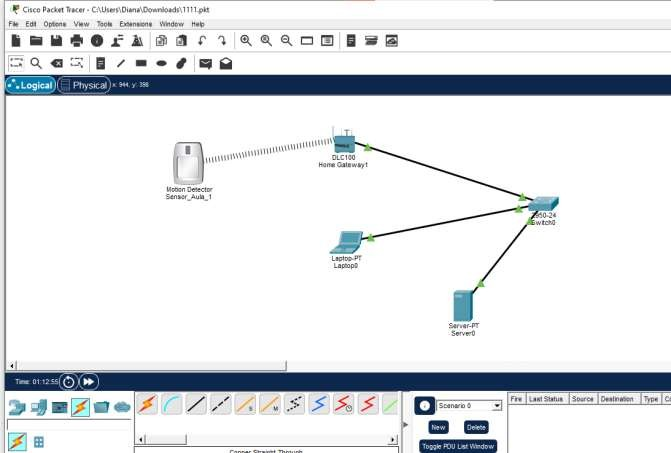 Cisco Packet Tracer - C:\Users\Diana\Downloads\1111.pkt
File Edit Options View Tools Extensions Window Help
Logical Physical x: 944, y: 398
DLC100
Home Gateway1
Motion Detector
Sensor_Aula_1
2950-24
Switch0
Laptop-PT
Laptop0
Server-PT
Server0
Time: 01:12:55
Scenario 0
Fire Last Status Source Destination Type Co
New Delete
Toggle PDU List Window
Copper Straight-Through